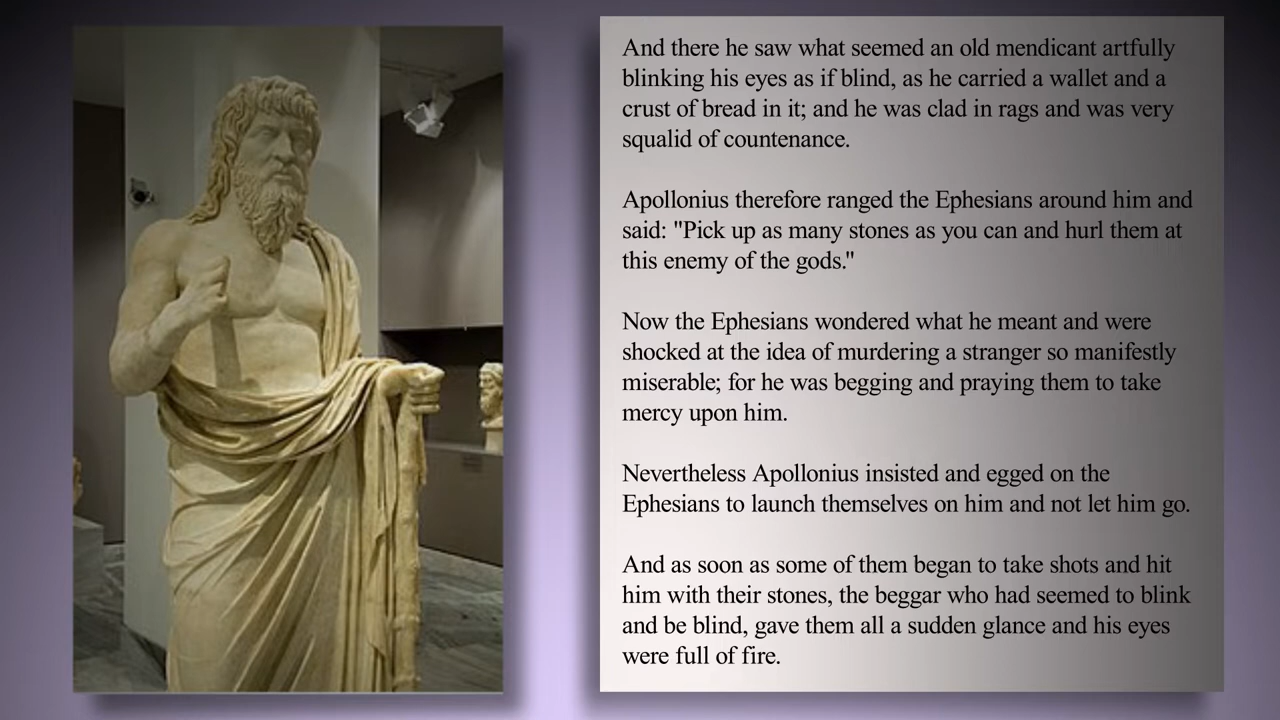 And there he saw what seemed an old mendicant artfully
blinking his eyes as if blind, as he carried a wallet and a
crust of bread in it; and he was clad in rags and was very
squalid of countenance.
Apollonius therefore ranged the Ephesians around him and
said: "Pick up as many stones as you can and hurl them at
this enemy of the gods."
Now the Ephesians wondered what he meant and were
shocked at the idea of murdering a stranger so manifestly
miserable; for he was begging and praying them to take
mercy upon him.
Nevertheless Apollonius insisted and egged on the
Ephesians to launch themselves on him and not let him go.
And as soon as some of them began to take shots and hit
him with their stones, the beggar who had seemed to blink
and be blind, gave them all a sudden glance and his eyes
were full of fire.